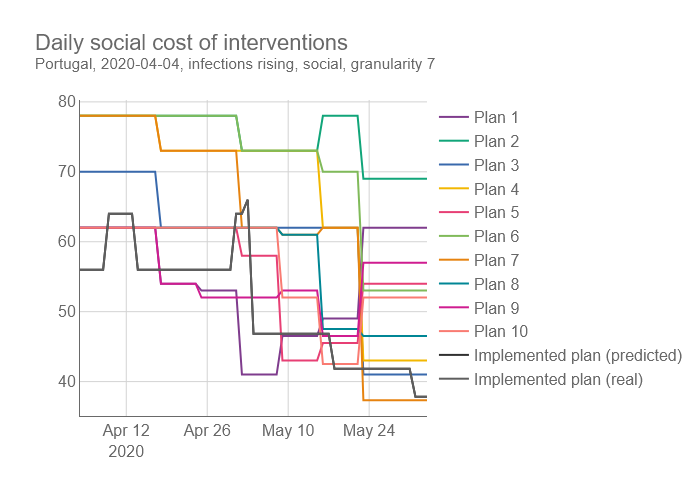 Daily social cost of interventions
Portugal, 2020-04-04, infections rising, social, granularity 7
80
70
60
50
40
Apr 12
2020
Apr 26
May 10
May 24
Plan 1
Plan 2
Plan 3
Plan 4
Plan 5
Plan 6
Plan 7
Plan 8
Plan 9
Plan 10
Implemented plan (predicted)
Implemented plan (real)